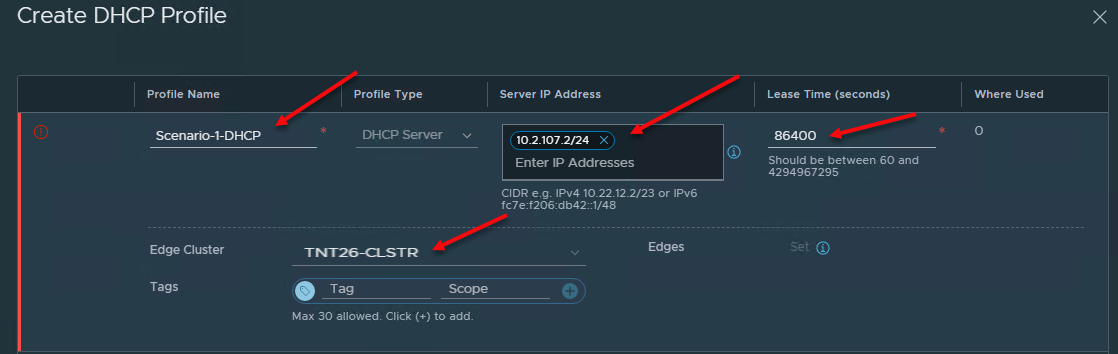 Create DHCP Profile
Profile Name
Profile Type
Server IP Address
Lease Time (seconds)
Where Used
Scenario-1-DHCP *
DHCP Server
10.2.107.2/24
Enter IP Addresses
CIDR e.g. IPv4 10.22.12.2/23 or IPv6
fc7e:f206:db42::1/48
86400 *
Should be between 60 and
4294967295
0
Edge Cluster
TNT26-CLSTR
Edges
Set
Tags
Tag
Scope
Max 30 allowed. Click (+) to add.